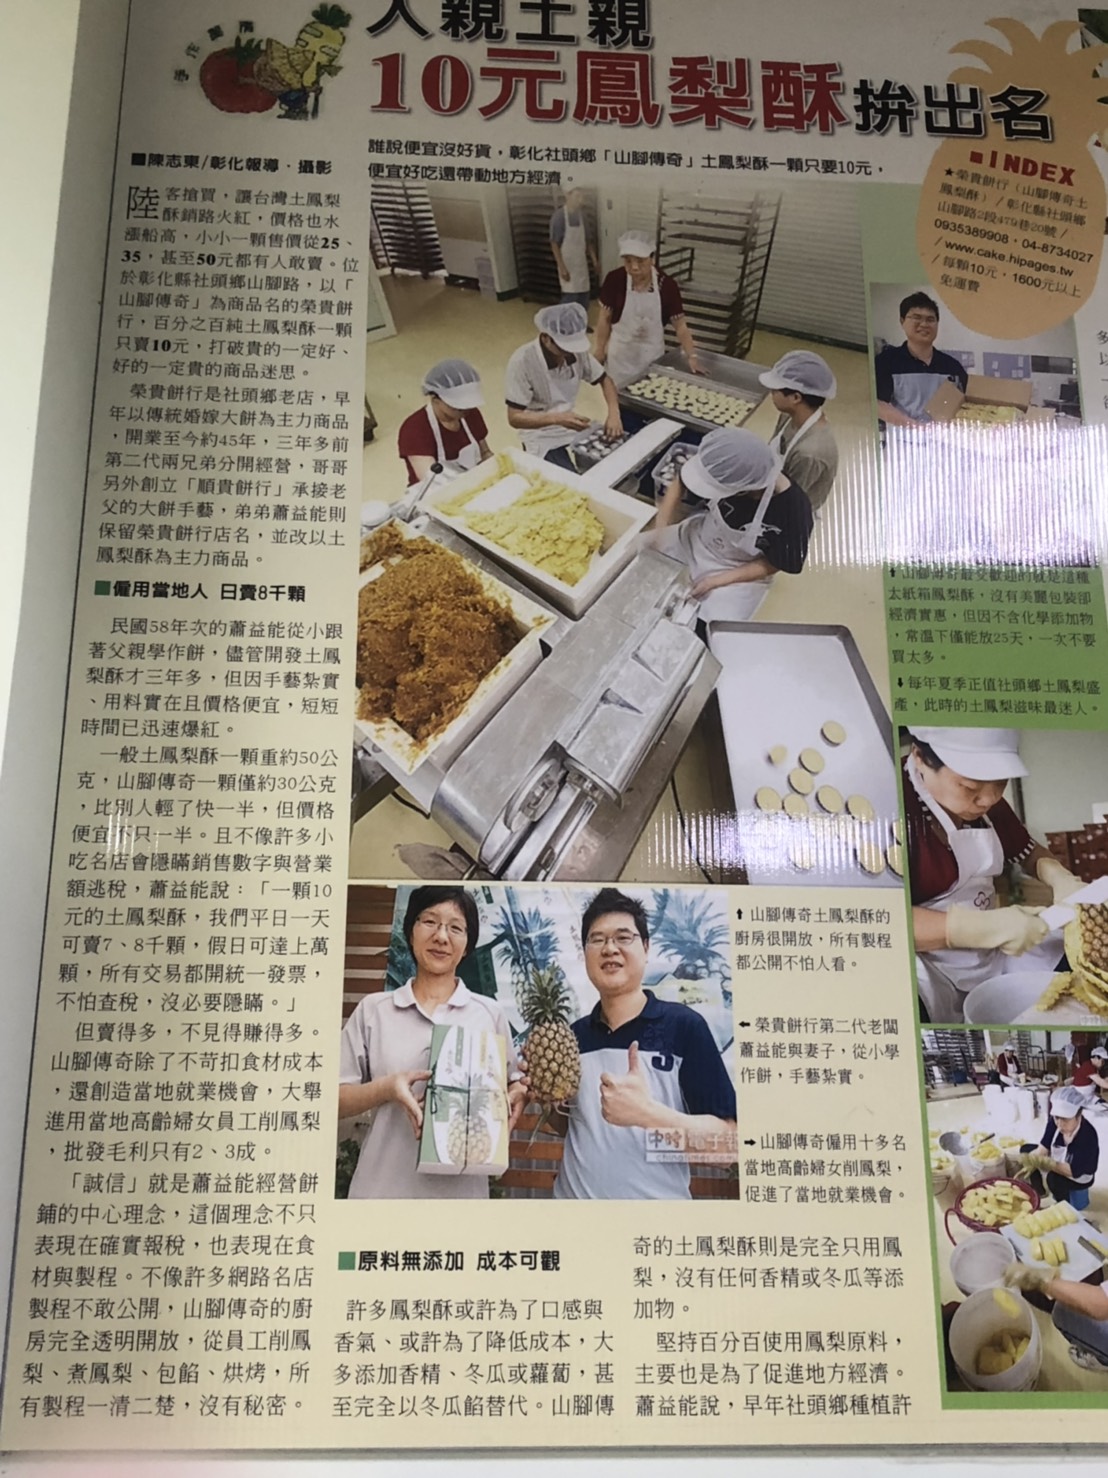 人親土親
10元鳳梨酥拚出名
誰說便宜沒好貨，彰化社頭鄉「山腳傳奇」土鳳梨酥一顆只要10元，
便宜好吃還帶動地方經濟。
■陳志東/彰化報導‧攝影
陸客搶買，讓台灣土鳳梨
酥銷路火紅，價格也水
漲船高，小小一顆售價從25、
35，甚至50元都有人敢賣。位
於彰化縣社頭鄉山腳路，以「
山腳傳奇」為商品名的榮貴餅
行，百分之百純土鳳梨酥一顆
只賣10元，打破貴的一定好、
好的一定貴的商品迷思。
榮貴餅行是社頭鄉老店，早
年以傳統婚嫁大餅為主力商品
，開業至今約45年，三年多前
第二代兩兄弟分開經營，哥哥
另外創立「順貴餅行」承接老
父的大餅手藝，弟弟蕭益能則
保留榮貴餅行店名，並改以土
鳳梨酥為主力商品。
■僱用當地人 日賣8千顆
民國58年次的蕭益能從小跟
著父親學作餅，儘管開發土鳳
梨酥才三年多，但因手藝紮實
、用料實在且價格便宜，短短
時間已迅速爆紅。
一般土鳳梨酥一顆重約50公
克，山腳傳奇一顆僅約30公克
，比別人輕了快一半，但價格
便宜不只一半。且不像許多小
吃名店會隱瞞銷售數字與營業
額逃稅，蕭益能說：「一顆10
元的土鳳梨酥，我們平日一天
可賣7、8千顆，假日可達上萬
顆，所有交易都開統一發票，
不怕查稅，沒必要隱瞞。」
但賣得多，不見得賺得多。
山腳傳奇除了不苛扣食材成本
，還創造當地就業機會，大舉
進用當地高齡婦女員工削鳳梨
，批發毛利只有2、3成。
「誠信」就是蕭益能經營餅
鋪的中心理念，這個理念不只
表現在確實報稅，也表現在食
材與製程。不像許多網路名店
製程不敢公開，山腳傳奇的廚
房完全透明開放，從員工削鳳
梨、煮鳳梨、包餡、烘烤，所
有製程一清二楚，沒有秘密。
■原料無添加 成本可觀
許多鳳梨酥或許為了口感與
香氣、或許為了降低成本，大
多添加香精、冬瓜或蘿蔔，甚
至完全以冬瓜餡替代。山腳傳
奇的土鳳梨酥則是完全只用鳳
梨，沒有任何香精或冬瓜等添
加物。
堅持百分百使用鳳梨原料，
主要也是為了促進地方經濟。
蕭益能說，早年社頭鄉種植許
⬆山腳傳奇土鳳梨酥的
廚房很開放，所有製程
都公開不怕人看。
⬅榮貴餅行第二代老闆
蕭益能與妻子，從小學
作餅，手藝紮實。
➡山腳傳奇僱用十多名
當地高齡婦女削鳳梨，
促進了當地就業機會。
中時電子報
chinatimes.com
■INDEX
★榮貴餅行（山腳傳奇土
鳳梨酥）/彰化縣社頭鄉
山腳路2段479巷20號/
0935389908‧04-8734027
/www.cake.hipages.tw
/每顆10元，1600元以上
免運費
⬆山腳傳奇最受歡迎的就是這種
太紙箱鳳梨酥，沒有美麗包裝卻
經濟實惠，但因不含化學添加物
，常溫下僅能放25天，一次不要
買太多。
⬇每年夏季正值社頭鄉土鳳梨盛
產，此時的土鳳梨滋味最迷人。